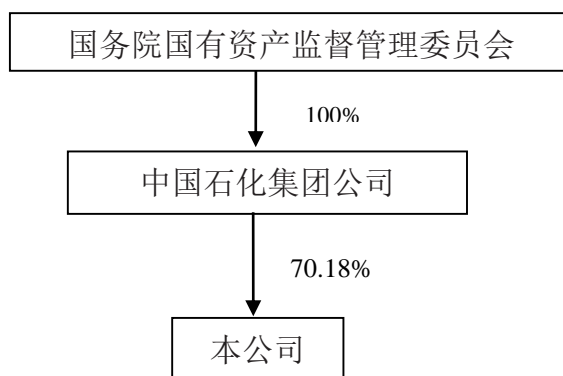 国务院国有资产监督管理委员会
100%
中国石化集团公司
70.18%
本公司